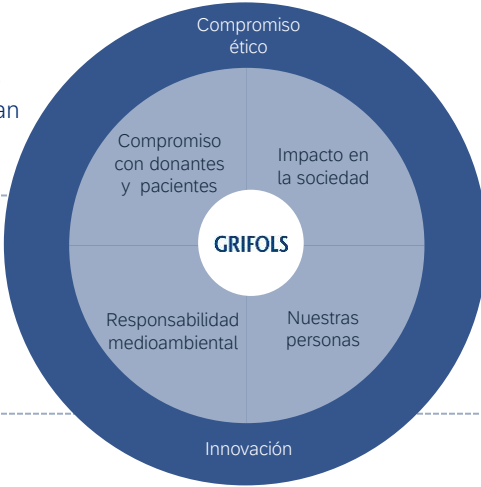 Compromiso
ético
an
Compromiso
con donantes
y pacientes
Impacto en
la sociedad
GRIFOLS
Responsabilidad
medioambiental
Nuestras
personas
Innovación